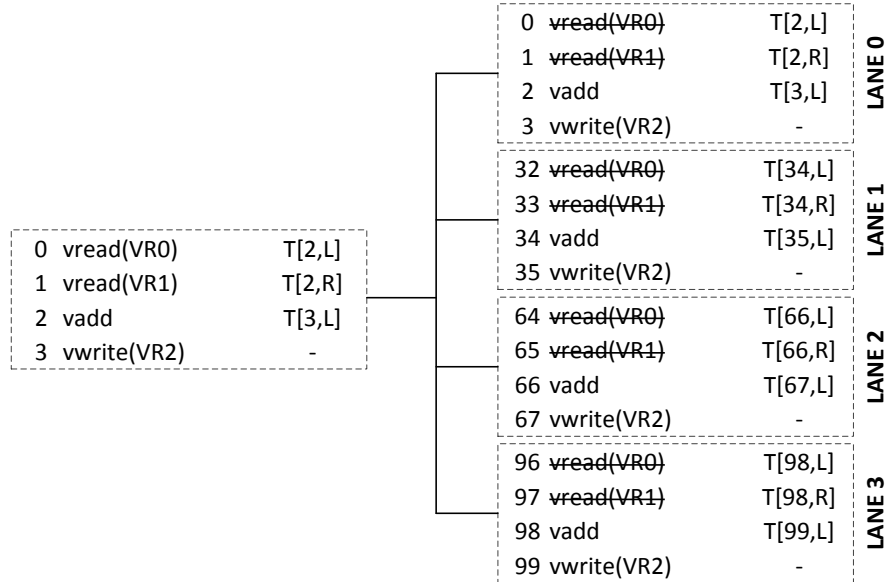 0 vread(VR0) T[2,L]
1 vread(VR1) T[2,R]
2 vadd T[3,L]
3 vwrite(VR2) -
0 vread(VR0) T[2,L]
1 vread(VR1) T[2,R]
2 vadd T[3,L]
3 vwrite(VR2) -
LANE 0
32 vread(VR0) T[34,L]
33 vread(VR1) T[34,R]
34 vadd T[35,L]
35 vwrite(VR2) -
LANE 1
64 vread(VR0) T[66,L]
65 vread(VR1) T[66,R]
66 vadd T[67,L]
67 vwrite(VR2) -
LANE 2
96 vread(VR0) T[98,L]
97 vread(VR1) T[98,R]
98 vadd T[99,L]
99 vwrite(VR2) -
LANE 3